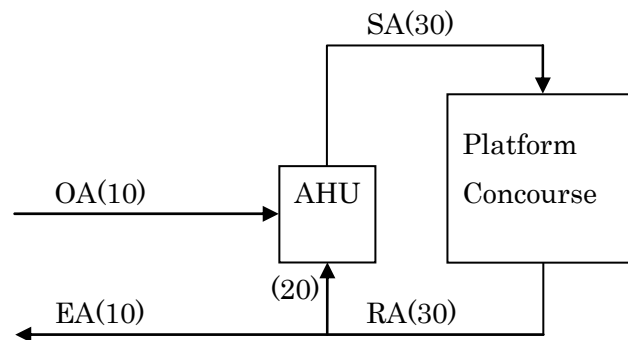 SA(30)
Platform
Concourse
OA(10)
AHU
(20)
EA(10)
RA(30)